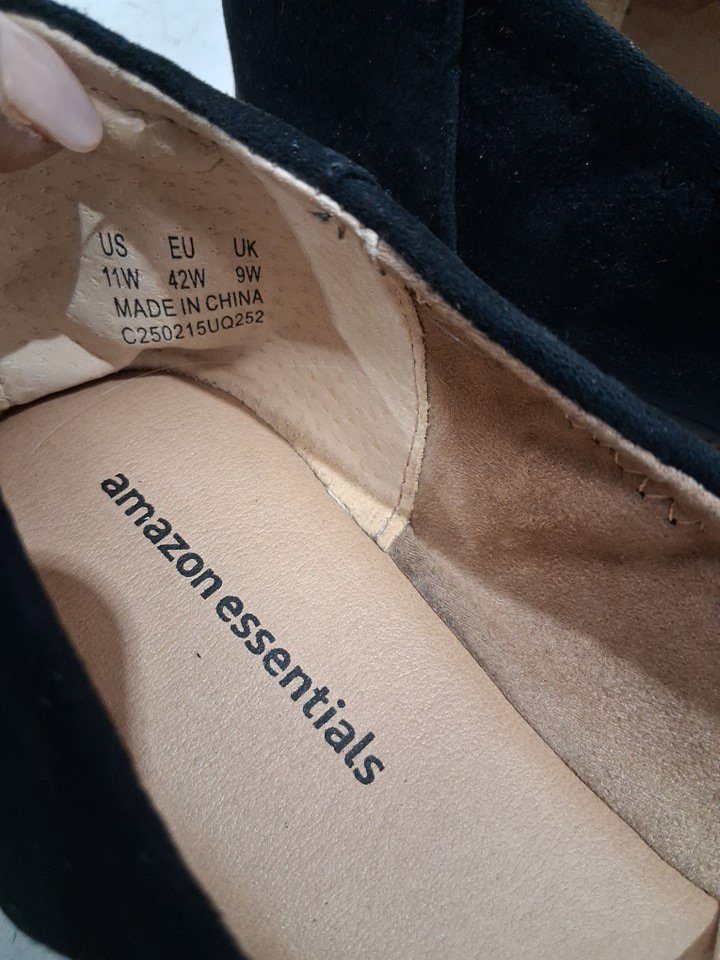 US EU UK
11W 42W 9W
MADE IN CHINA
C250215UQ252
amazon essentials